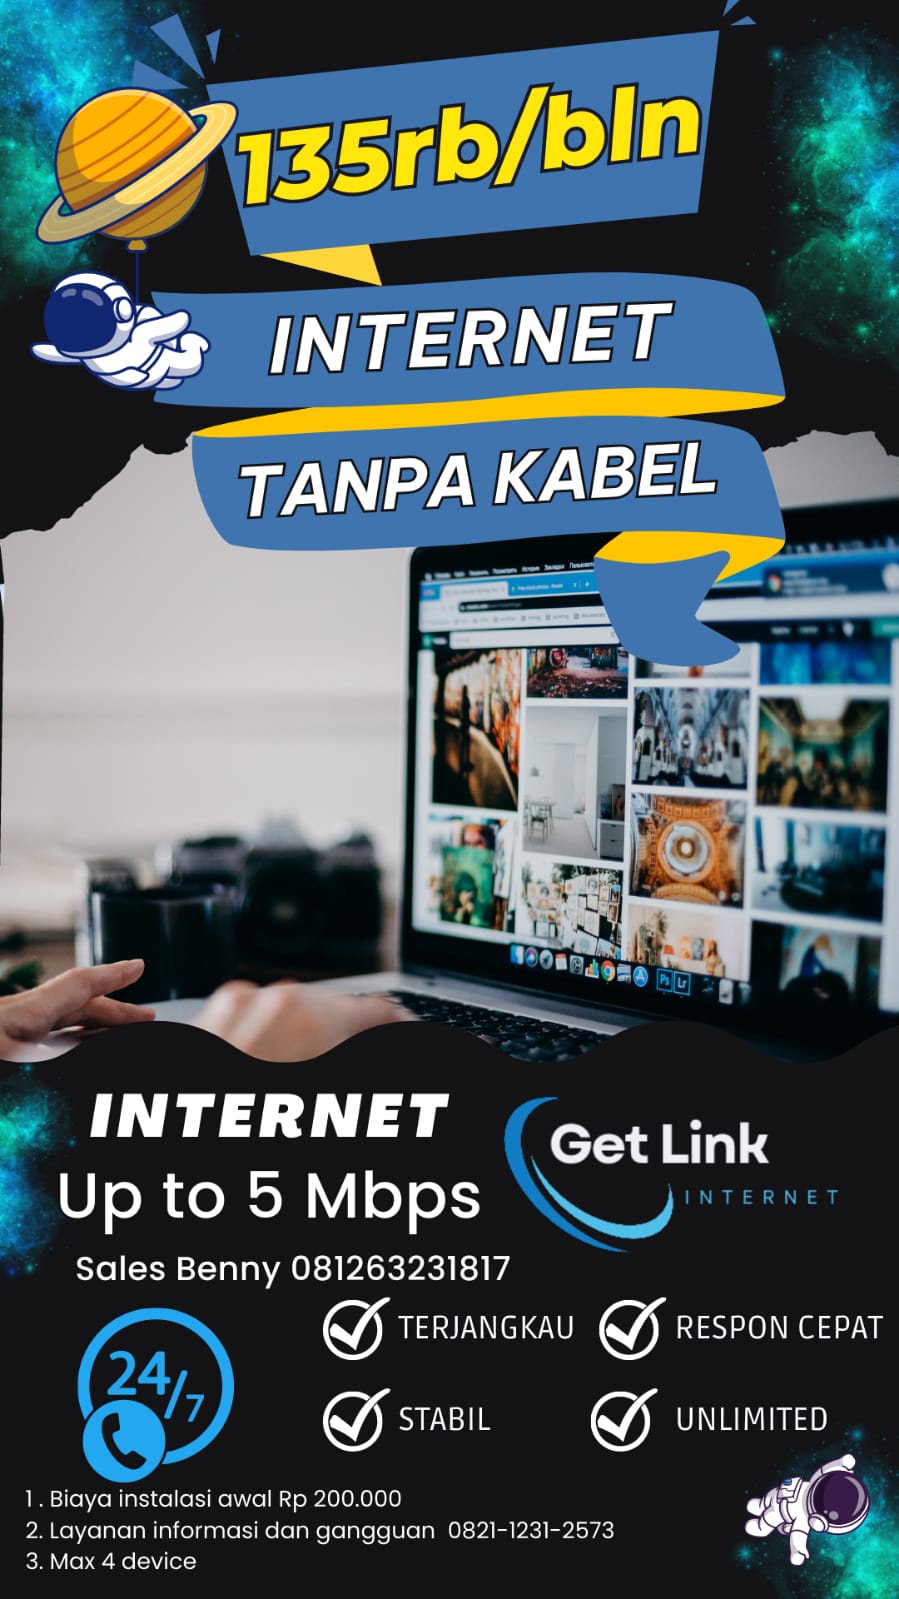 135rb/bln
INTERNET
TANPA KABEL
Ps Lr
INTERNET
Up to 5 Mbps
Get Link
INTERNET
Sales Benny 081263231817
24/7
TERJANGKAU
RESPON CEPAT
STABIL
UNLIMITED
1 . Biaya instalasi awal Rp 200.000
2. Layanan informasi dan gangguan 0821-1231-2573
3. Max 4 device